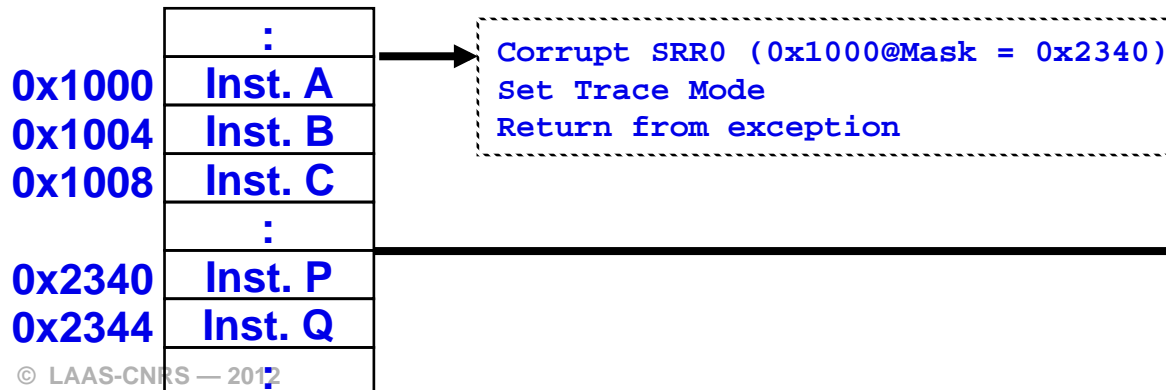 :
Corrupt SRR0 (0x1000@Mask = 0x2340)
0x1000 Inst. A
Set Trace Mode
0x1004 Inst. B
Return from exception
0x1008 Inst. C
:
0x2340 Inst. P
0x2344 Inst. Q
:
© LAAS-CNRS — 2012